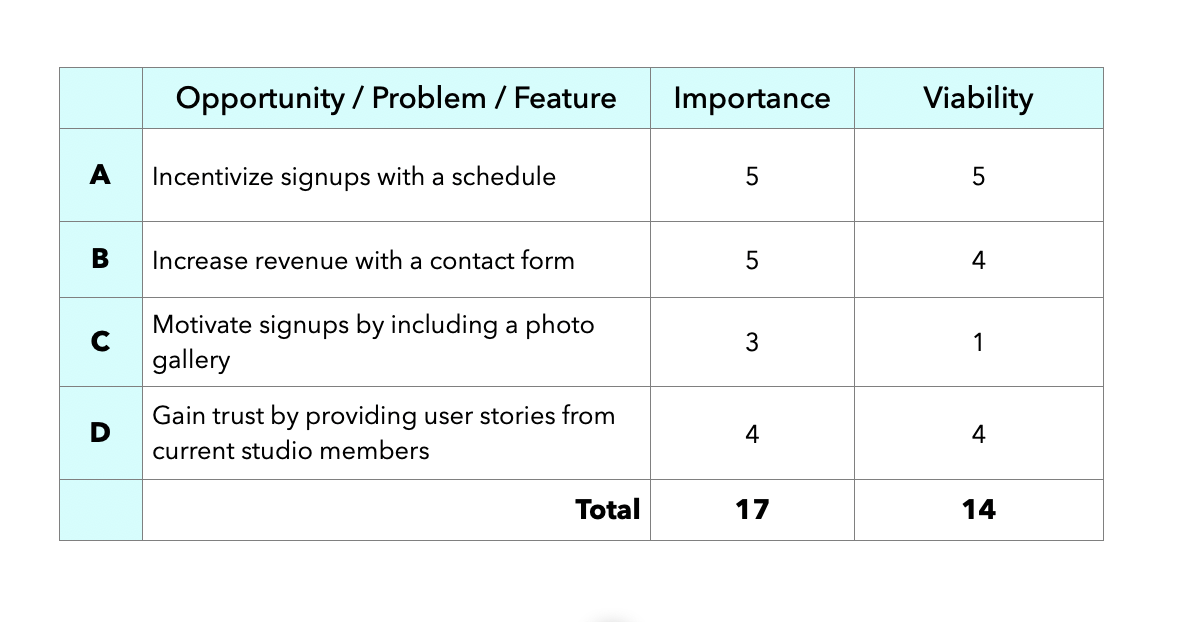 Opportunity / Problem / Feature Importance Viability
A Incentivize signups with a schedule 5 5
B Increase revenue with a contact form 5 4
C Motivate signups by including a photo
gallery 3 1
D Gain trust by providing user stories from
current studio members 4 4
Total 17 14